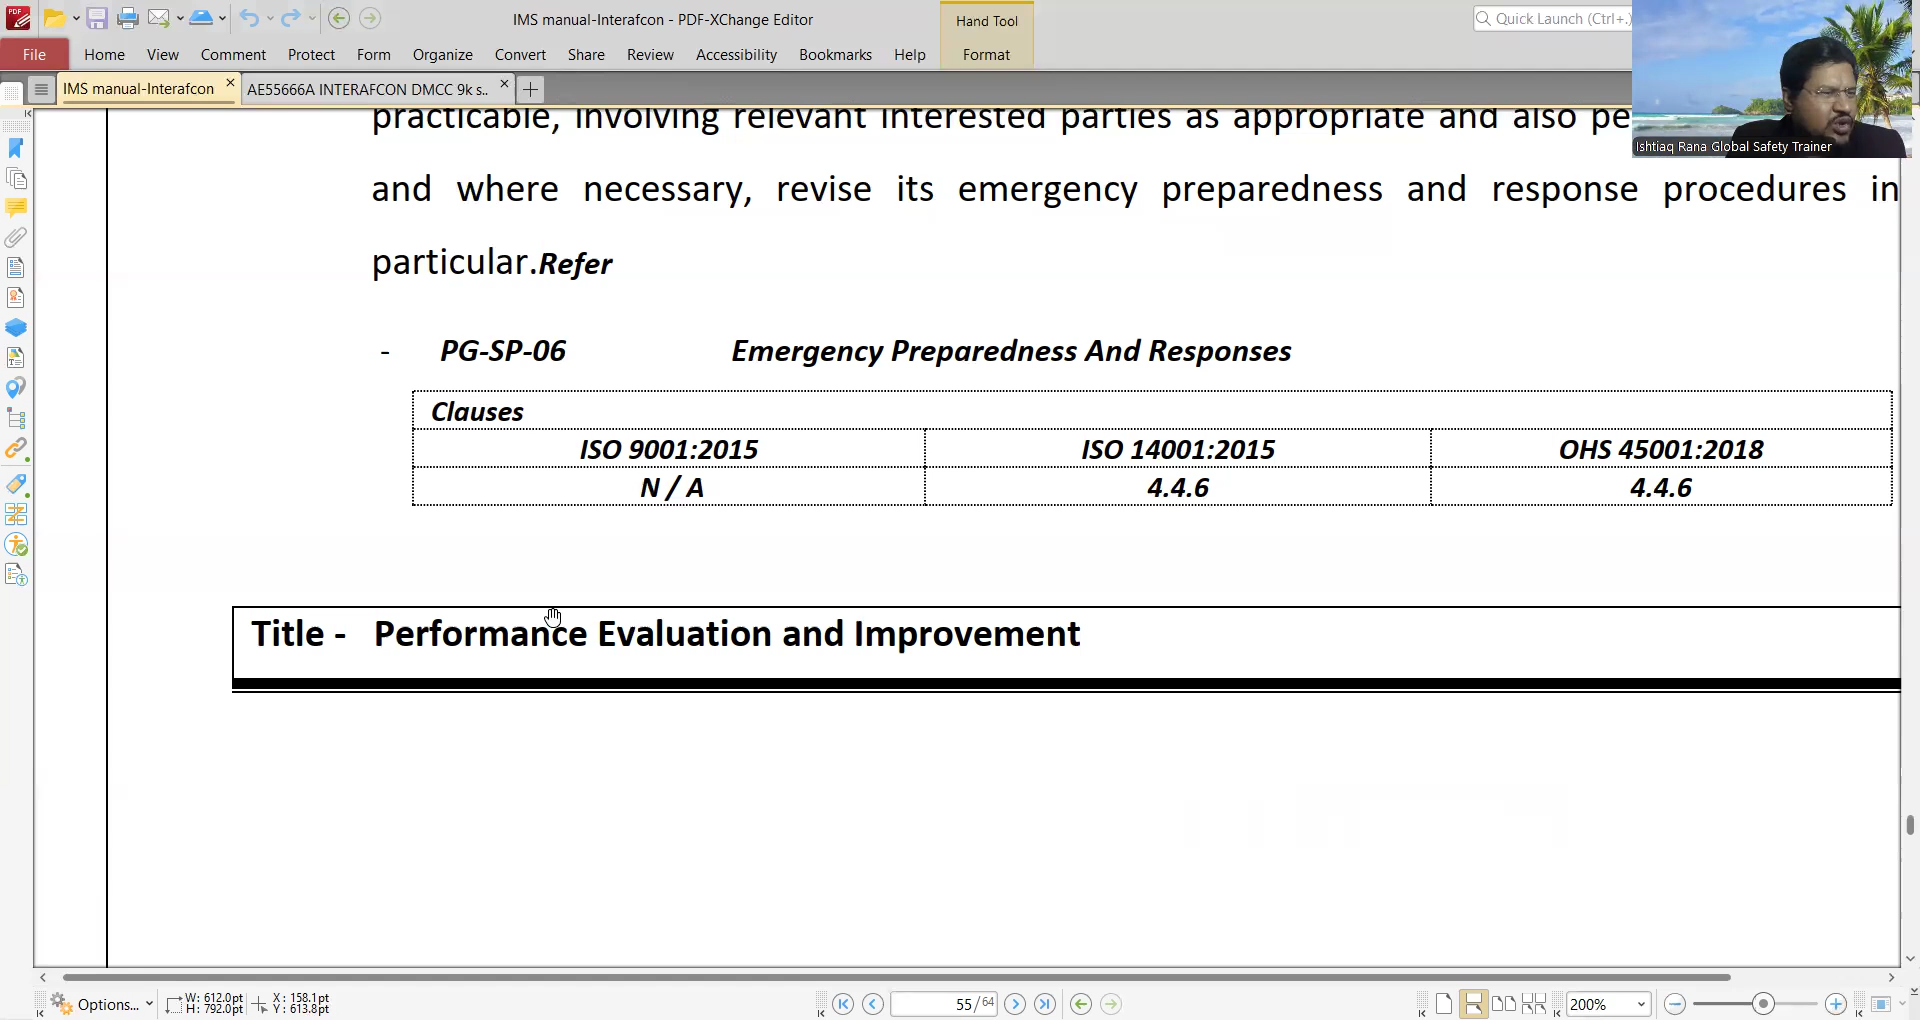 IMS manual-Interafcon - PDF-XChange Editor
Hand Tool
Quick Launch (Ctrl+.)
File Home View Comment Protect Form Organize Convert Share Review Accessibility Bookmarks Help Format
IMS manual-Interafcon
AE55666A INTERAFCON DMCC 9k s..
Ishtiaq Rana Global Safety Trainer
practicable, involving relevant interested parties as appropriate and also pe
and where necessary, revise its emergency preparedness and response procedures in
particular.Refer
- PG-SP-06 Emergency Preparedness And Responses
Clauses
ISO 9001:2015 ISO 14001:2015 OHS 45001:2018
N / A 4.4.6 4.4.6
Title - Performance Evaluation and Improvement
Options...
W: 612.0pt
H: 792.0pt
X: 158.1pt
Y: 613.8pt
55 / 64
200%